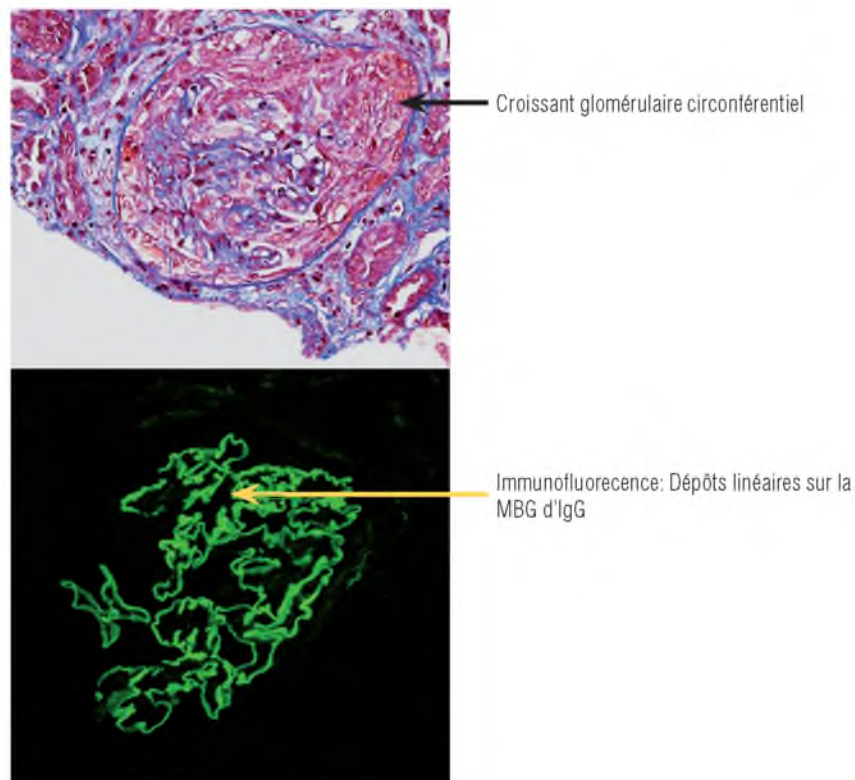 Croissant glomérulaire circonférentiel
Immunofluorecence: Dépôts linéaires sur la
MBG d'IgG